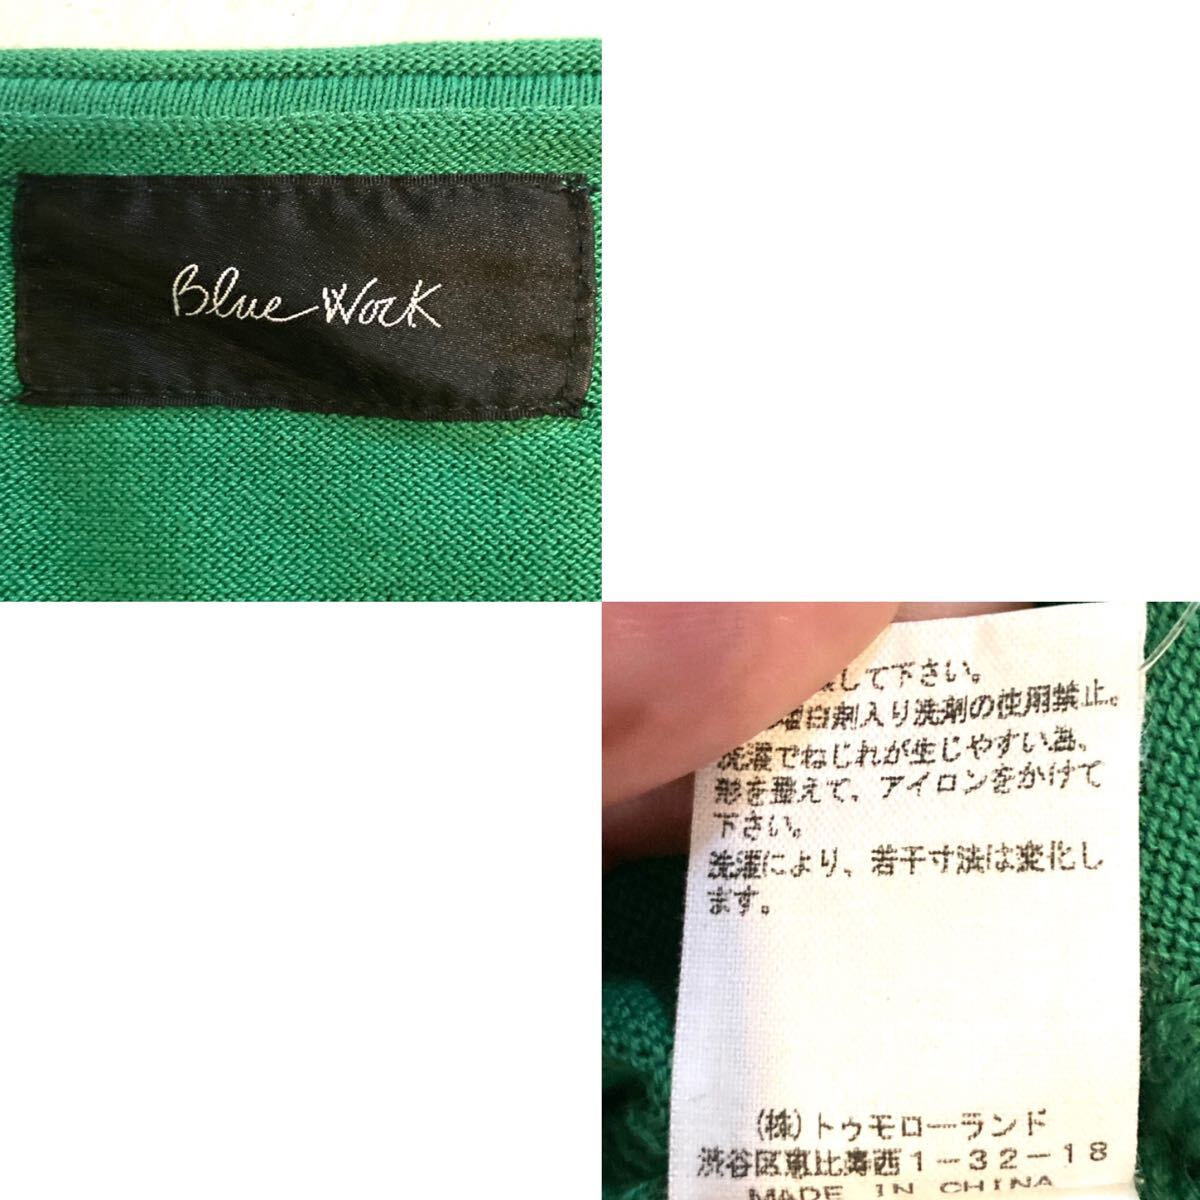 Blue Work
して下さい。
白剤入り洗剤の使用禁止。
洗濯でねじれが生じやすい為、
形を整えて、アイロンをかけて
下さい。
洗濯により、若干寸法は変化し
ます。
(株)トゥモローランド
渋谷区恵比寿西1-32-18
MADE IN CHINA